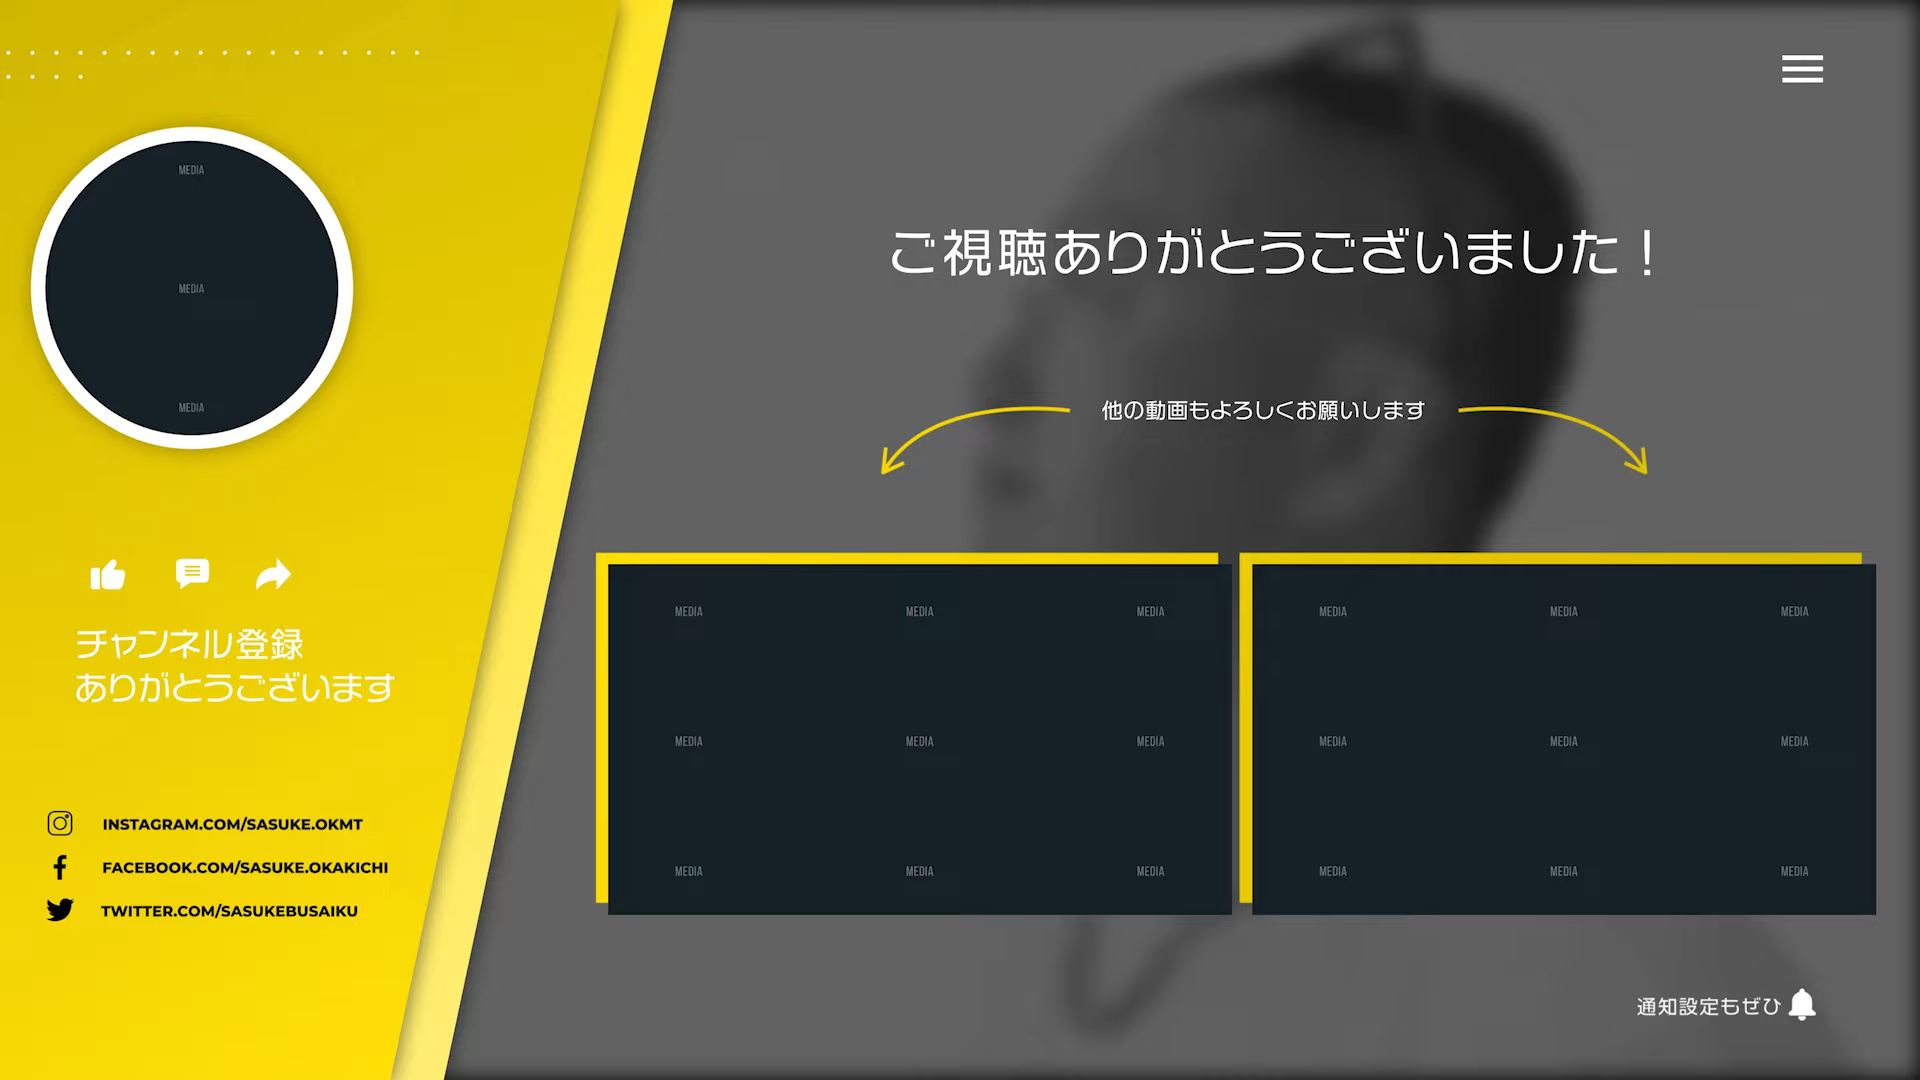 MEDIA
MEDIA
MEDIA
チャンネル登録
ありがとうございます
INSTAGRAM.COM/SASUKE.OKMT
FACEBOOK.COM/SASUKE.OKAKICHI
TWITTER.COM/SASUKEBUSAIKU
ご視聴ありがとうございました！
他の動画もよろしくお願いします
MEDIA MEDIA MEDIA
MEDIA MEDIA MEDIA
MEDIA MEDIA MEDIA
MEDIA MEDIA MEDIA
MEDIA MEDIA MEDIA
MEDIA MEDIA MEDIA
通知設定もぜひ